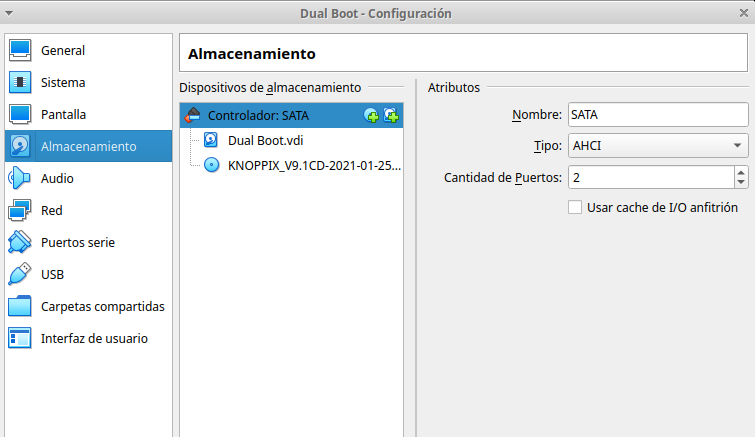 Dual Boot - Configuración
General
Sistema
Pantalla
Almacenamiento
Audio
Red
Puertos serie
USB
Carpetas compartidas
Interfaz de usuario
Almacenamiento
Dispositivos de almacenamiento
Controlador: SATA
Dual Boot.vdi
KNOPPIX_V9.1CD-2021-01-25...
Atributos
Nombre: SATA
Tipo: AHCI
Cantidad de Puertos: 2
Usar cache de I/O anfitrión